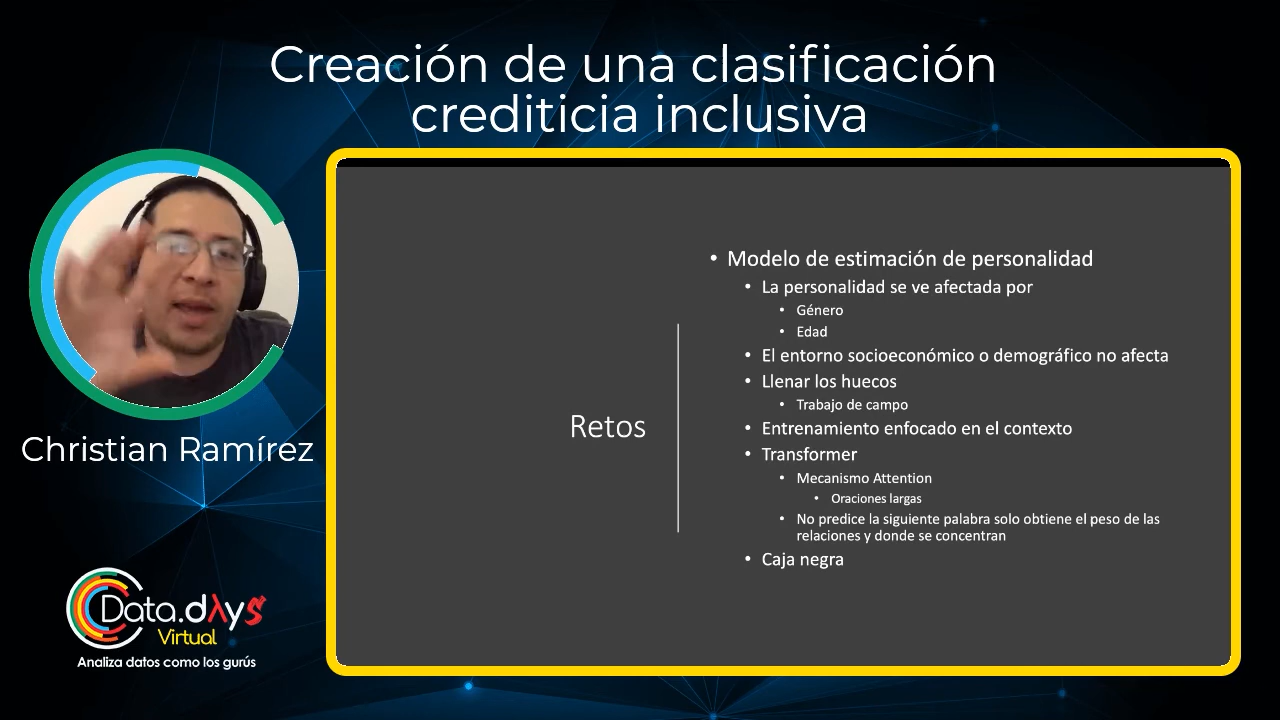 Creación de una clasificación
crediticia inclusiva
Christian Ramírez
Data.dλys
Virtual
Analiza datos como los gurús
Retos
• Modelo de estimación de personalidad
• La personalidad se ve afectada por
• Género
• Edad
• El entorno socioeconómico o demográfico no afecta
• Llenar los huecos
• Trabajo de campo
• Entrenamiento enfocado en el contexto
• Transformer
• Mecanismo Attention
• Oraciones largas
• No predice la siguiente palabra solo obtiene el peso de las
relaciones y donde se concentran
• Caja negra